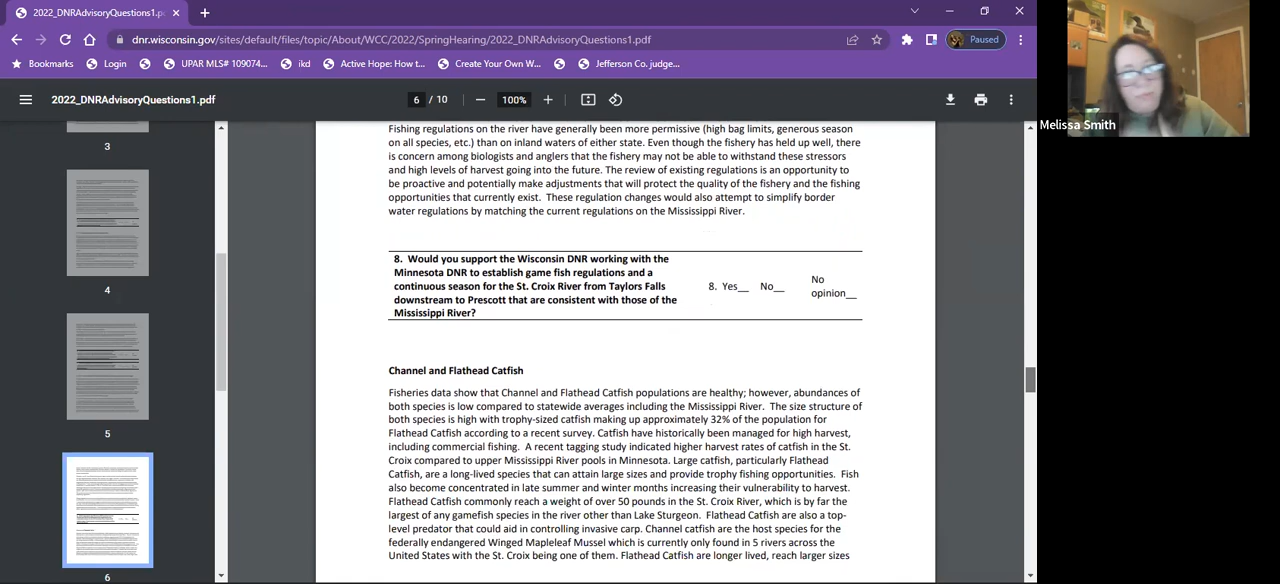 2022_DNRAdvisoryQuestions1.p
dnr.wisconsin.gov/sites/default/files/topic/About/WCC/2022/SpringHearing/2022_DNRAdvisoryQuestions1.pdf
Paused
Bookmarks Login UPAR MLS# 109074... ikd Active Hope: How t... Create Your Own W... Jefferson Co. judge...
2022_DNRAdvisoryQuestions1.pdf
6 / 10
100%
3
4
5
6
Fishing regulations on the river have generally been more permissive (high bag limits, generous season
on all species, etc.) than on inland waters of either state. Even though the fishery has held up well, there
is concern among biologists and anglers that the fishery may not be able to withstand these stressors
and high levels of harvest going into the future. The review of existing regulations is an opportunity to
be proactive and potentially make adjustments that will protect the quality of the fishery and the fishing
opportunities that currently exist. These regulation changes would also attempt to simplify border
water regulations by matching the current regulations on the Mississippi River.
8. Would you support the Wisconsin DNR working with the
Minnesota DNR to establish game fish regulations and a
continuous season for the St. Croix River from Taylors Falls
downstream to Prescott that are consistent with those of the
Mississippi River?
8. Yes__ No__ No
opinion__
Channel and Flathead Catfish
Fisheries data show that Channel and Flathead Catfish populations are healthy; however, abundances of
both species is low compared to statewide averages including the Mississippi River. The size structure of
both species is high with trophy-sized catfish making up approximately 32% of the population for
Flathead Catfish according to a recent survey. Catfish have historically been managed for high harvest,
including commercial fishing. A recent tagging study indicated higher harvest rates of catfish in the St.
Croix compared to upper Mississippi River pools in Minnesota. Large catfish, particularly Flathead
Catfish, are a long-lived species that can attain large sizes and provide trophy fishing opportunities. Fish
also become concentrated in late summer and winter months increasing their vulnerability to harvest.
Flathead Catfish commonly reach a weight of over 50 pounds in the St. Croix River, which is by far the
largest of any gamefish species in the river other than Lake Sturgeon. Flathead Catfish are also a top-
level predator that could aid in controlling invasive carp. Channel catfish are the host species for the
federally endangered Winged Mapleleaf Mussel which is currently only found in 5 rivers across the
United States with the St. Croix being one of them. Flathead Catfish are longer lived, reach larger sizes
Melissa Smith